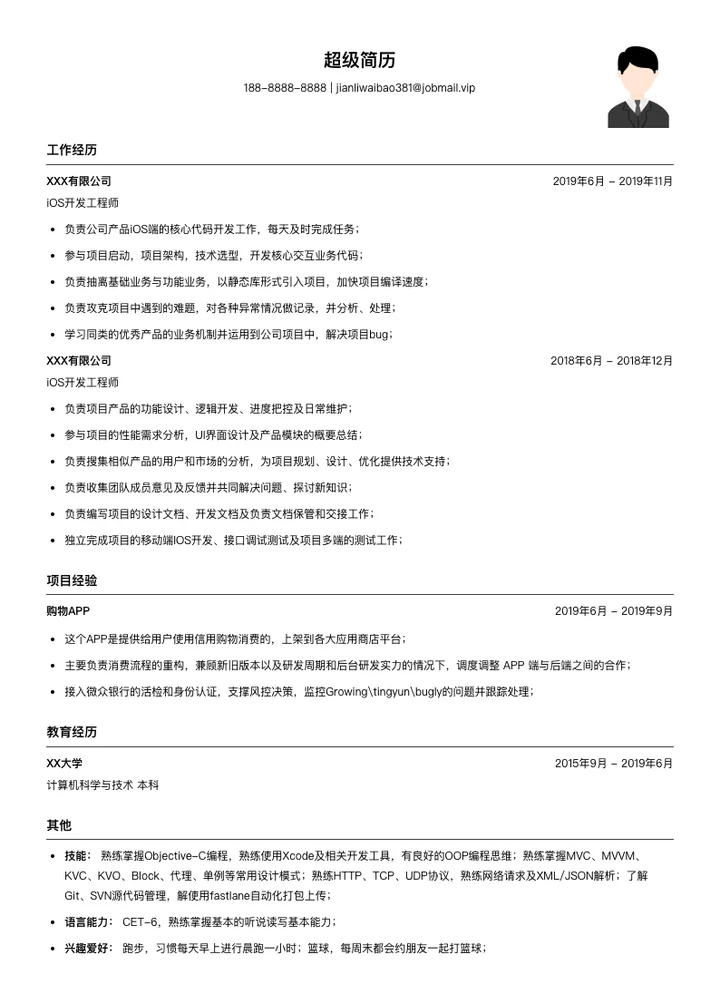 超级简历
188-8888-8888 | jianliwaibao381@jobmail.vip
工作经历
XXX有限公司 2019年6月 – 2019年11月
iOS开发工程师
• 负责公司产品iOS端的核心代码开发工作，每天及时完成任务；
• 参与项目启动，项目架构，技术选型，开发核心交互业务代码；
• 负责抽离基础业务与功能业务，以静态库形式引入项目，加快项目编译速度；
• 负责攻克项目中遇到的难题，对各种异常情况做记录，并分析、处理；
• 学习同类的优秀产品的业务机制并运用到公司项目中，解决项目bug；
XXX有限公司 2018年6月 – 2018年12月
iOS开发工程师
• 负责项目产品的功能设计、逻辑开发、进度把控及日常维护；
• 参与项目的性能需求分析，UI界面设计及产品模块的概要总结；
• 负责搜集相似产品的用户和市场的分析，为项目规划、设计、优化提供技术支持；
• 负责收集团队成员意见及反馈并共同解决问题、探讨新知识；
• 负责编写项目的设计文档、开发文档及负责文档保管和交接工作；
• 独立完成项目的移动端IOS开发、接口调试测试及项目多端的测试工作；
项目经验
购物APP 2019年6月 – 2019年9月
• 这个APP是提供给用户使用信用购物消费的，上架到各大应用商店平台；
• 主要负责消费流程的重构，兼顾新旧版本以及研发周期和后台研发实力的情况下，调度调整 APP 端与后端之间的合作；
• 接入微众银行的活检和身份认证，支撑风控决策，监控Growing\tingyun\bugly的问题并跟踪处理；
教育经历
XX大学 2015年9月 – 2019年6月
计算机科学与技术 本科
其他
• 技能： 熟练掌握Objective-C编程，熟练使用Xcode及相关开发工具，有良好的OOP编程思维；熟练掌握MVC、MVVM、
KVC、KVO、Block、代理、单例等常用设计模式；熟练HTTP、TCP、UDP协议，熟练网络请求及XML/JSON解析；了解
Git、SVN源代码管理，解使用fastlane自动化打包上传；
• 语言能力： CET-6，熟练掌握基本的听说读写基本能力；
• 兴趣爱好： 跑步，习惯每天早上进行晨跑一小时；篮球，每周末都会约朋友一起打篮球；